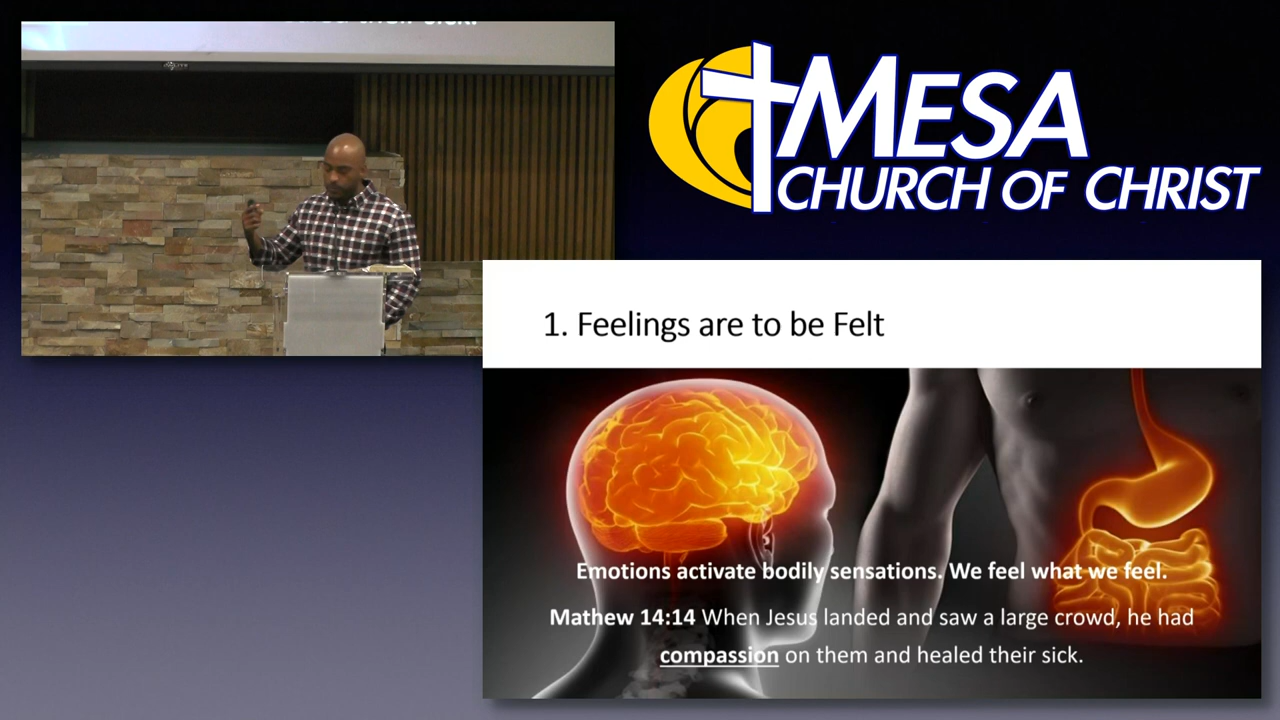 their sick.
MESA
CHURCH OF CHRIST
1. Feelings are to be Felt
Emotions activate bodily sensations. We feel what we feel.
Mathew 14:14 When Jesus landed and saw a large crowd, he had
compassion on them and healed their sick.